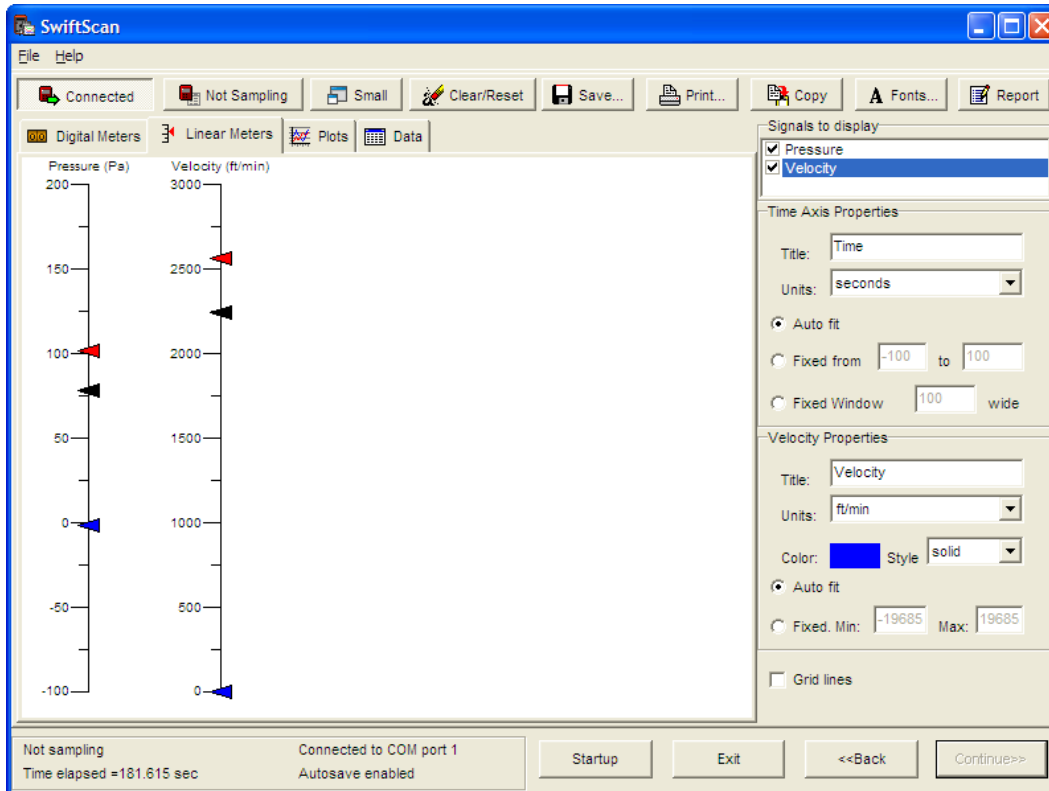 SwiftScan
File Help
Connected Not Sampling Small Clear/Reset Save... Print... Copy Fonts... Report
Digital Meters Linear Meters Plots Data
Pressure (Pa) Velocity (ft/min)
200 3000
150 2500
100 2000
50 1500
0 1000
-50 500
-100 0
Signals to display
Pressure
Velocity
Time Axis Properties
Title: Time
Units: seconds
Auto fit
Fixed from -100 to 100
Fixed Window 100 wide
Velocity Properties
Title: Velocity
Units: ft/min
Color: Style solid
Auto fit
Fixed. Min: -19685 Max: 19685
Grid lines
Not sampling Connected to COM port 1
Time elapsed =181.615 sec Autosave enabled
Startup Exit <<Back Continue>>